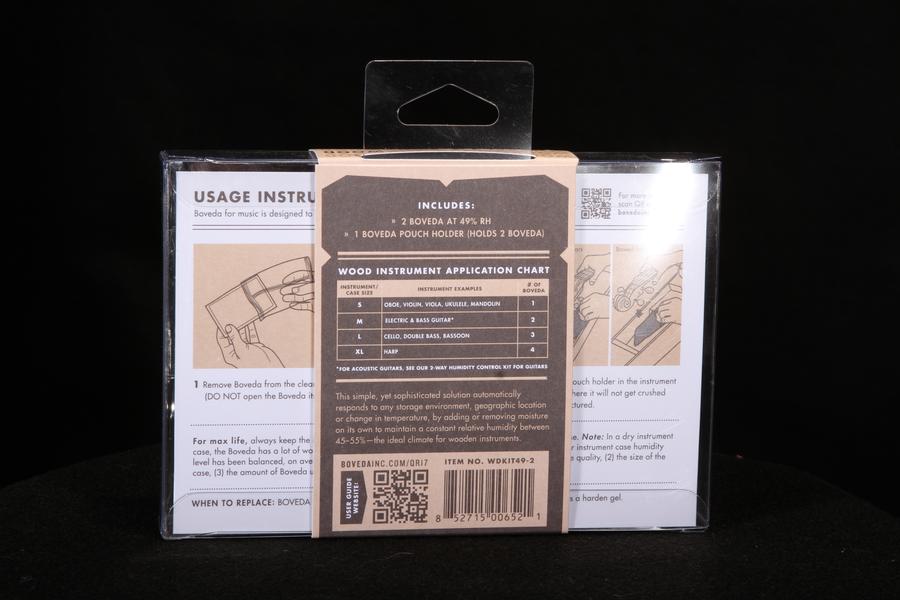 USAGE INSTRU
Boveda for music is designed to
1 Remove Boveda from the clea
(DO NOT open the Boveda it
For max life, always keep the
case, the Boveda has a lot of wo
level has been balanced, on ave
case, (3) the amount of Boveda u
WHEN TO REPLACE: BOVEDA
INCLUDES:
» 2 BOVEDA AT 49% RH
» 1 BOVEDA POUCH HOLDER (HOLDS 2 BOVEDA)
WOOD INSTRUMENT APPLICATION CHART
INSTRUMENT/CASE SIZE INSTRUMENT EXAMPLES # OF BOVEDA
S OBOE, VIOLIN, VIOLA, UKULELE, MANDOLIN 1
M ELECTRIC & BASS GUITAR* 2
L CELLO, DOUBLE BASS, BASSOON 3
XL HARP 4
*FOR ACOUSTIC GUITARS, SEE OUR 2-WAY HUMIDITY CONTROL KIT FOR GUITARS
This simple, yet sophisticated solution automatically
responds to any storage environment, geographic location
or change in temperature, by adding or removing moisture
on its own to maintain a constant relative humidity between
45-55%—the ideal climate for wooden instruments.
BOVEDAINC.COM/QRI7 ITEM NO. WDKIT49-2
USER GUIDE
WEBSITE:
8 52715 00652 1
For more
scan QR
bovedainc
ouch holder in the instrument
here it will not get crushed
ctured.
e. Note: In a dry instrument
r instrument case humidity
e quality, (2) the size of the
s a harden gel.